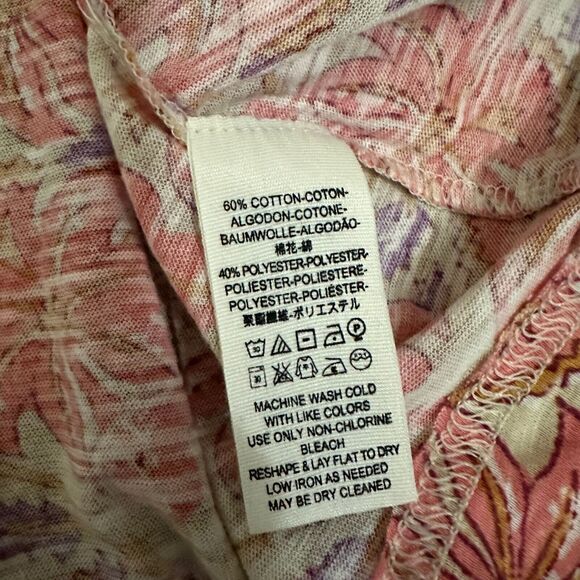 60% COTTON-COTON-
ALGODON-COTONE-
BAUMWOLLE-ALGODÃO-
棉花-綿
40% POLYESTER-POLYESTER-
POLIESTER-POLIESTERE-
POLYESTER-POLIÉSTER-
聚酯纖維-ポリエステル
MACHINE WASH COLD
WITH LIKE COLORS
USE ONLY NON-CHLORINE
BLEACH
RESHAPE & LAY FLAT TO DRY
LOW IRON AS NEEDED
MAY BE DRY CLEANED